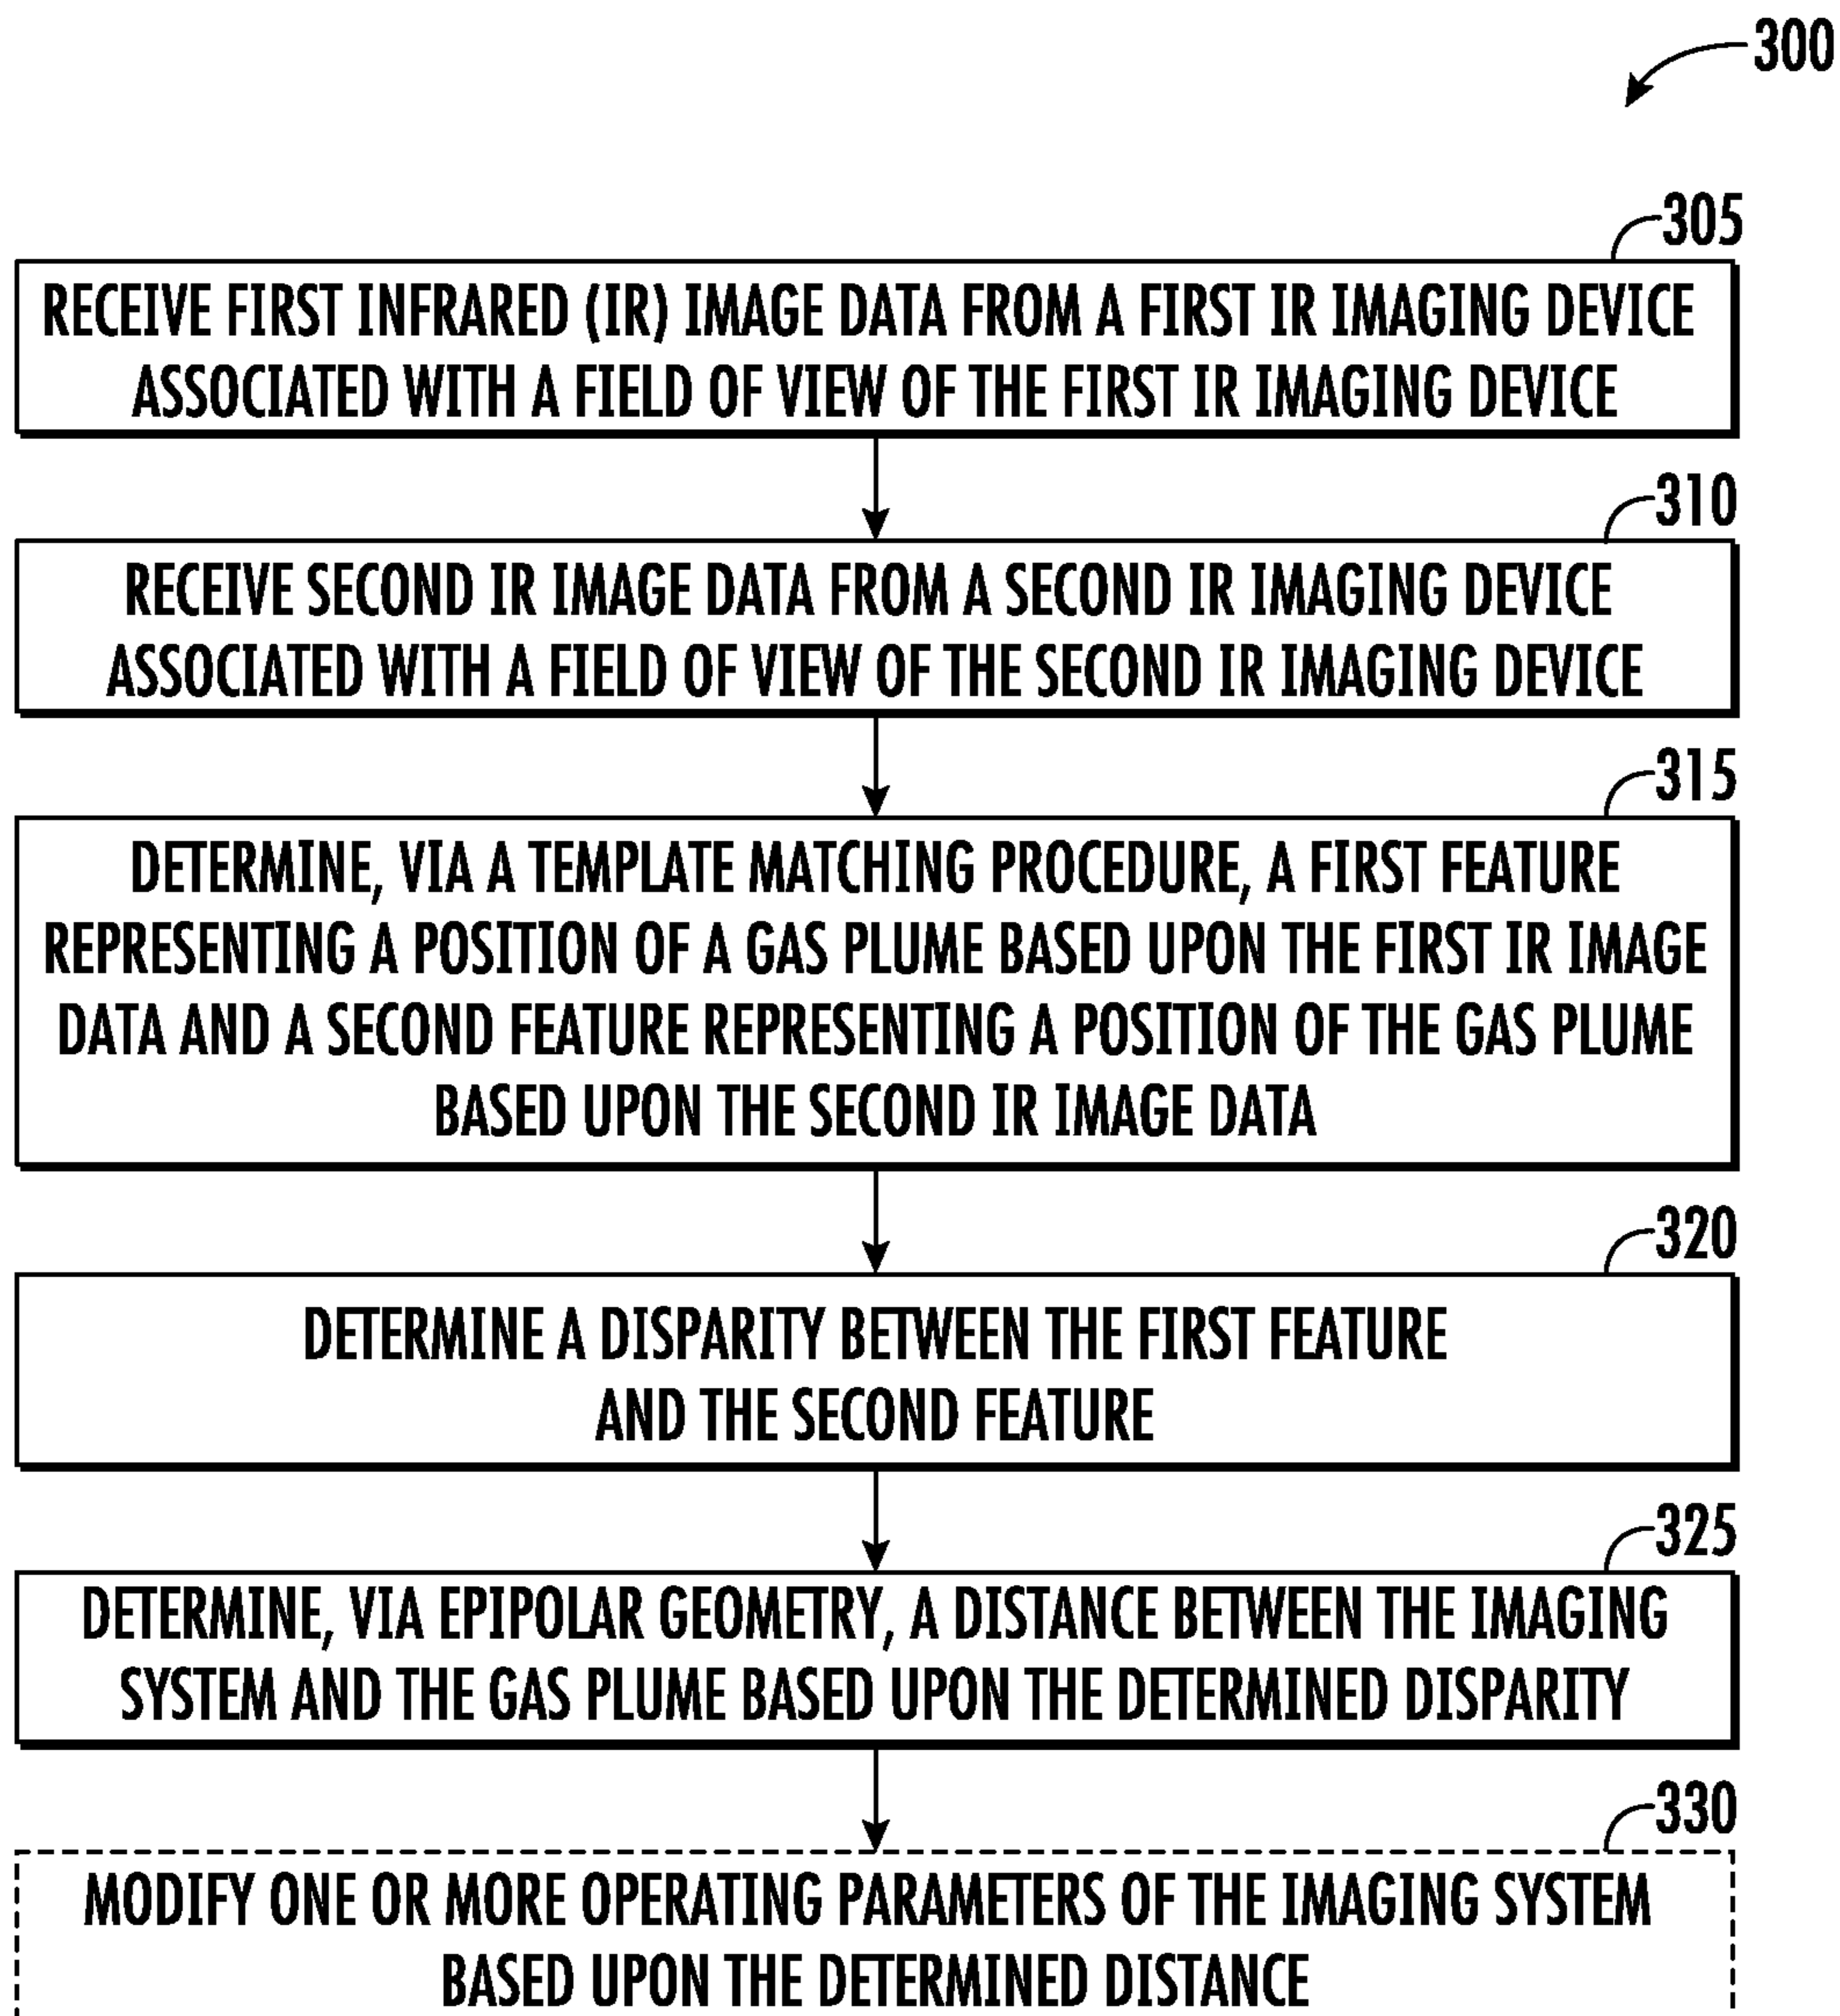 300
305
RECEIVE FIRST INFRARED (IR) IMAGE DATA FROM A FIRST IR IMAGING DEVICE
ASSOCIATED WITH A FIELD OF VIEW OF THE FIRST IR IMAGING DEVICE
310
RECEIVE SECOND IR IMAGE DATA FROM A SECOND IR IMAGING DEVICE
ASSOCIATED WITH A FIELD OF VIEW OF THE SECOND IR IMAGING DEVICE
315
DETERMINE, VIA A TEMPLATE MATCHING PROCEDURE, A FIRST FEATURE
REPRESENTING A POSITION OF A GAS PLUME BASED UPON THE FIRST IR IMAGE
DATA AND A SECOND FEATURE REPRESENTING A POSITION OF THE GAS PLUME
BASED UPON THE SECOND IR IMAGE DATA
320
DETERMINE A DISPARITY BETWEEN THE FIRST FEATURE
AND THE SECOND FEATURE
325
DETERMINE, VIA EPIPOLAR GEOMETRY, A DISTANCE BETWEEN THE IMAGING
SYSTEM AND THE GAS PLUME BASED UPON THE DETERMINED DISPARITY
330
MODIFY ONE OR MORE OPERATING PARAMETERS OF THE IMAGING SYSTEM
BASED UPON THE DETERMINED DISTANCE